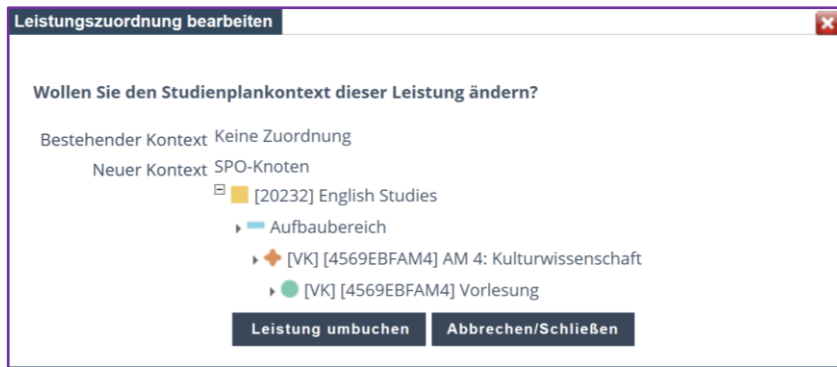 Leistungszuordnung bearbeiten
Wollen Sie den Studienplankontext dieser Leistung ändern?
Bestehender Kontext Keine Zuordnung
Neuer Kontext SPO-Knoten
[20232] English Studies
Aufbaubereich
[VK] [4569EBFAM4] AM 4: Kulturwissenschaft
[VK] [4569EBFAM4] Vorlesung
Leistung umbuchen Abbrechen/Schließen